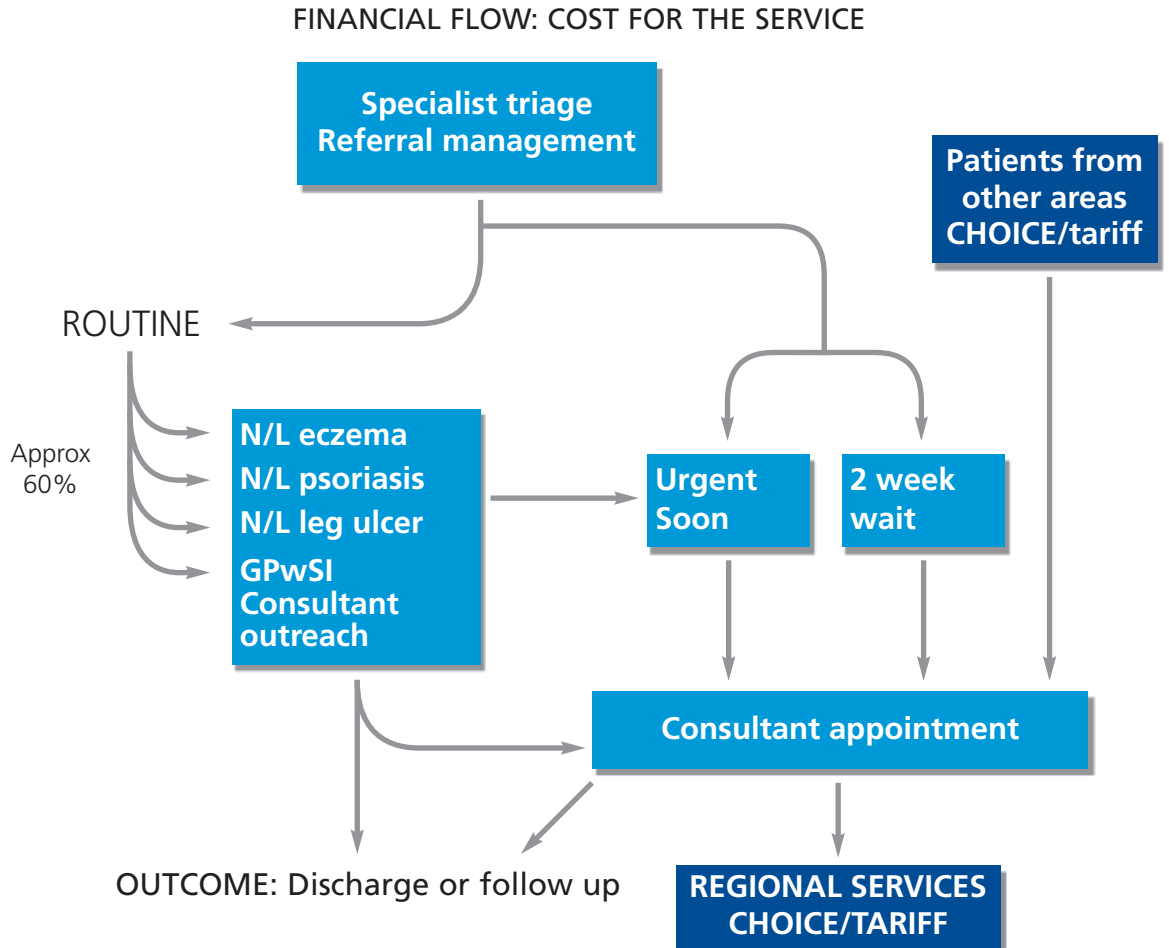 FINANCIAL FLOW: COST FOR THE SERVICE
Specialist triage
Referral management
Patients from
other areas
CHOICE/tariff
ROUTINE
Approx
60%
N/L eczema
N/L psoriasis
N/L leg ulcer
GPwSI
Consultant
outreach
Urgent
Soon
2 week
wait
Consultant appointment
OUTCOME: Discharge or follow up
REGIONAL SERVICES
CHOICE/TARIFF